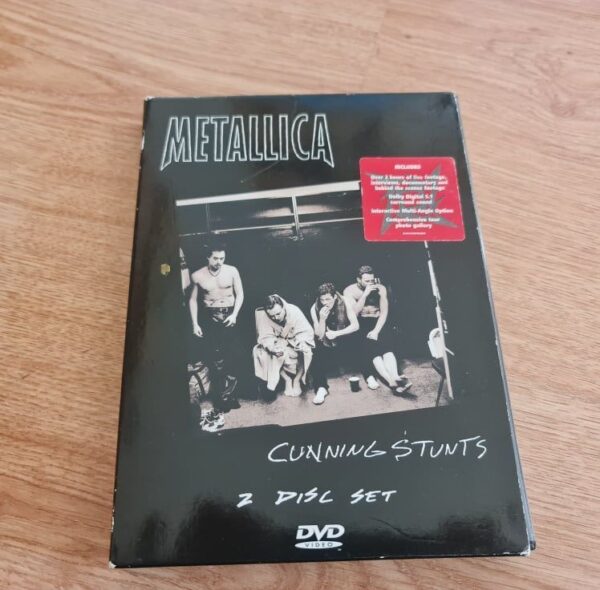 METALLICA
INCLUDES
Over 2 hours of live footage,
interviews, documentary and
behind the scenes footage
Dolby Digital 5.1
surround sound
Interactive Multi-Angle Option
Comprehensive tour
photo gallery
CUNNING STUNTS
2 DISC SET
DVD
VIDEO